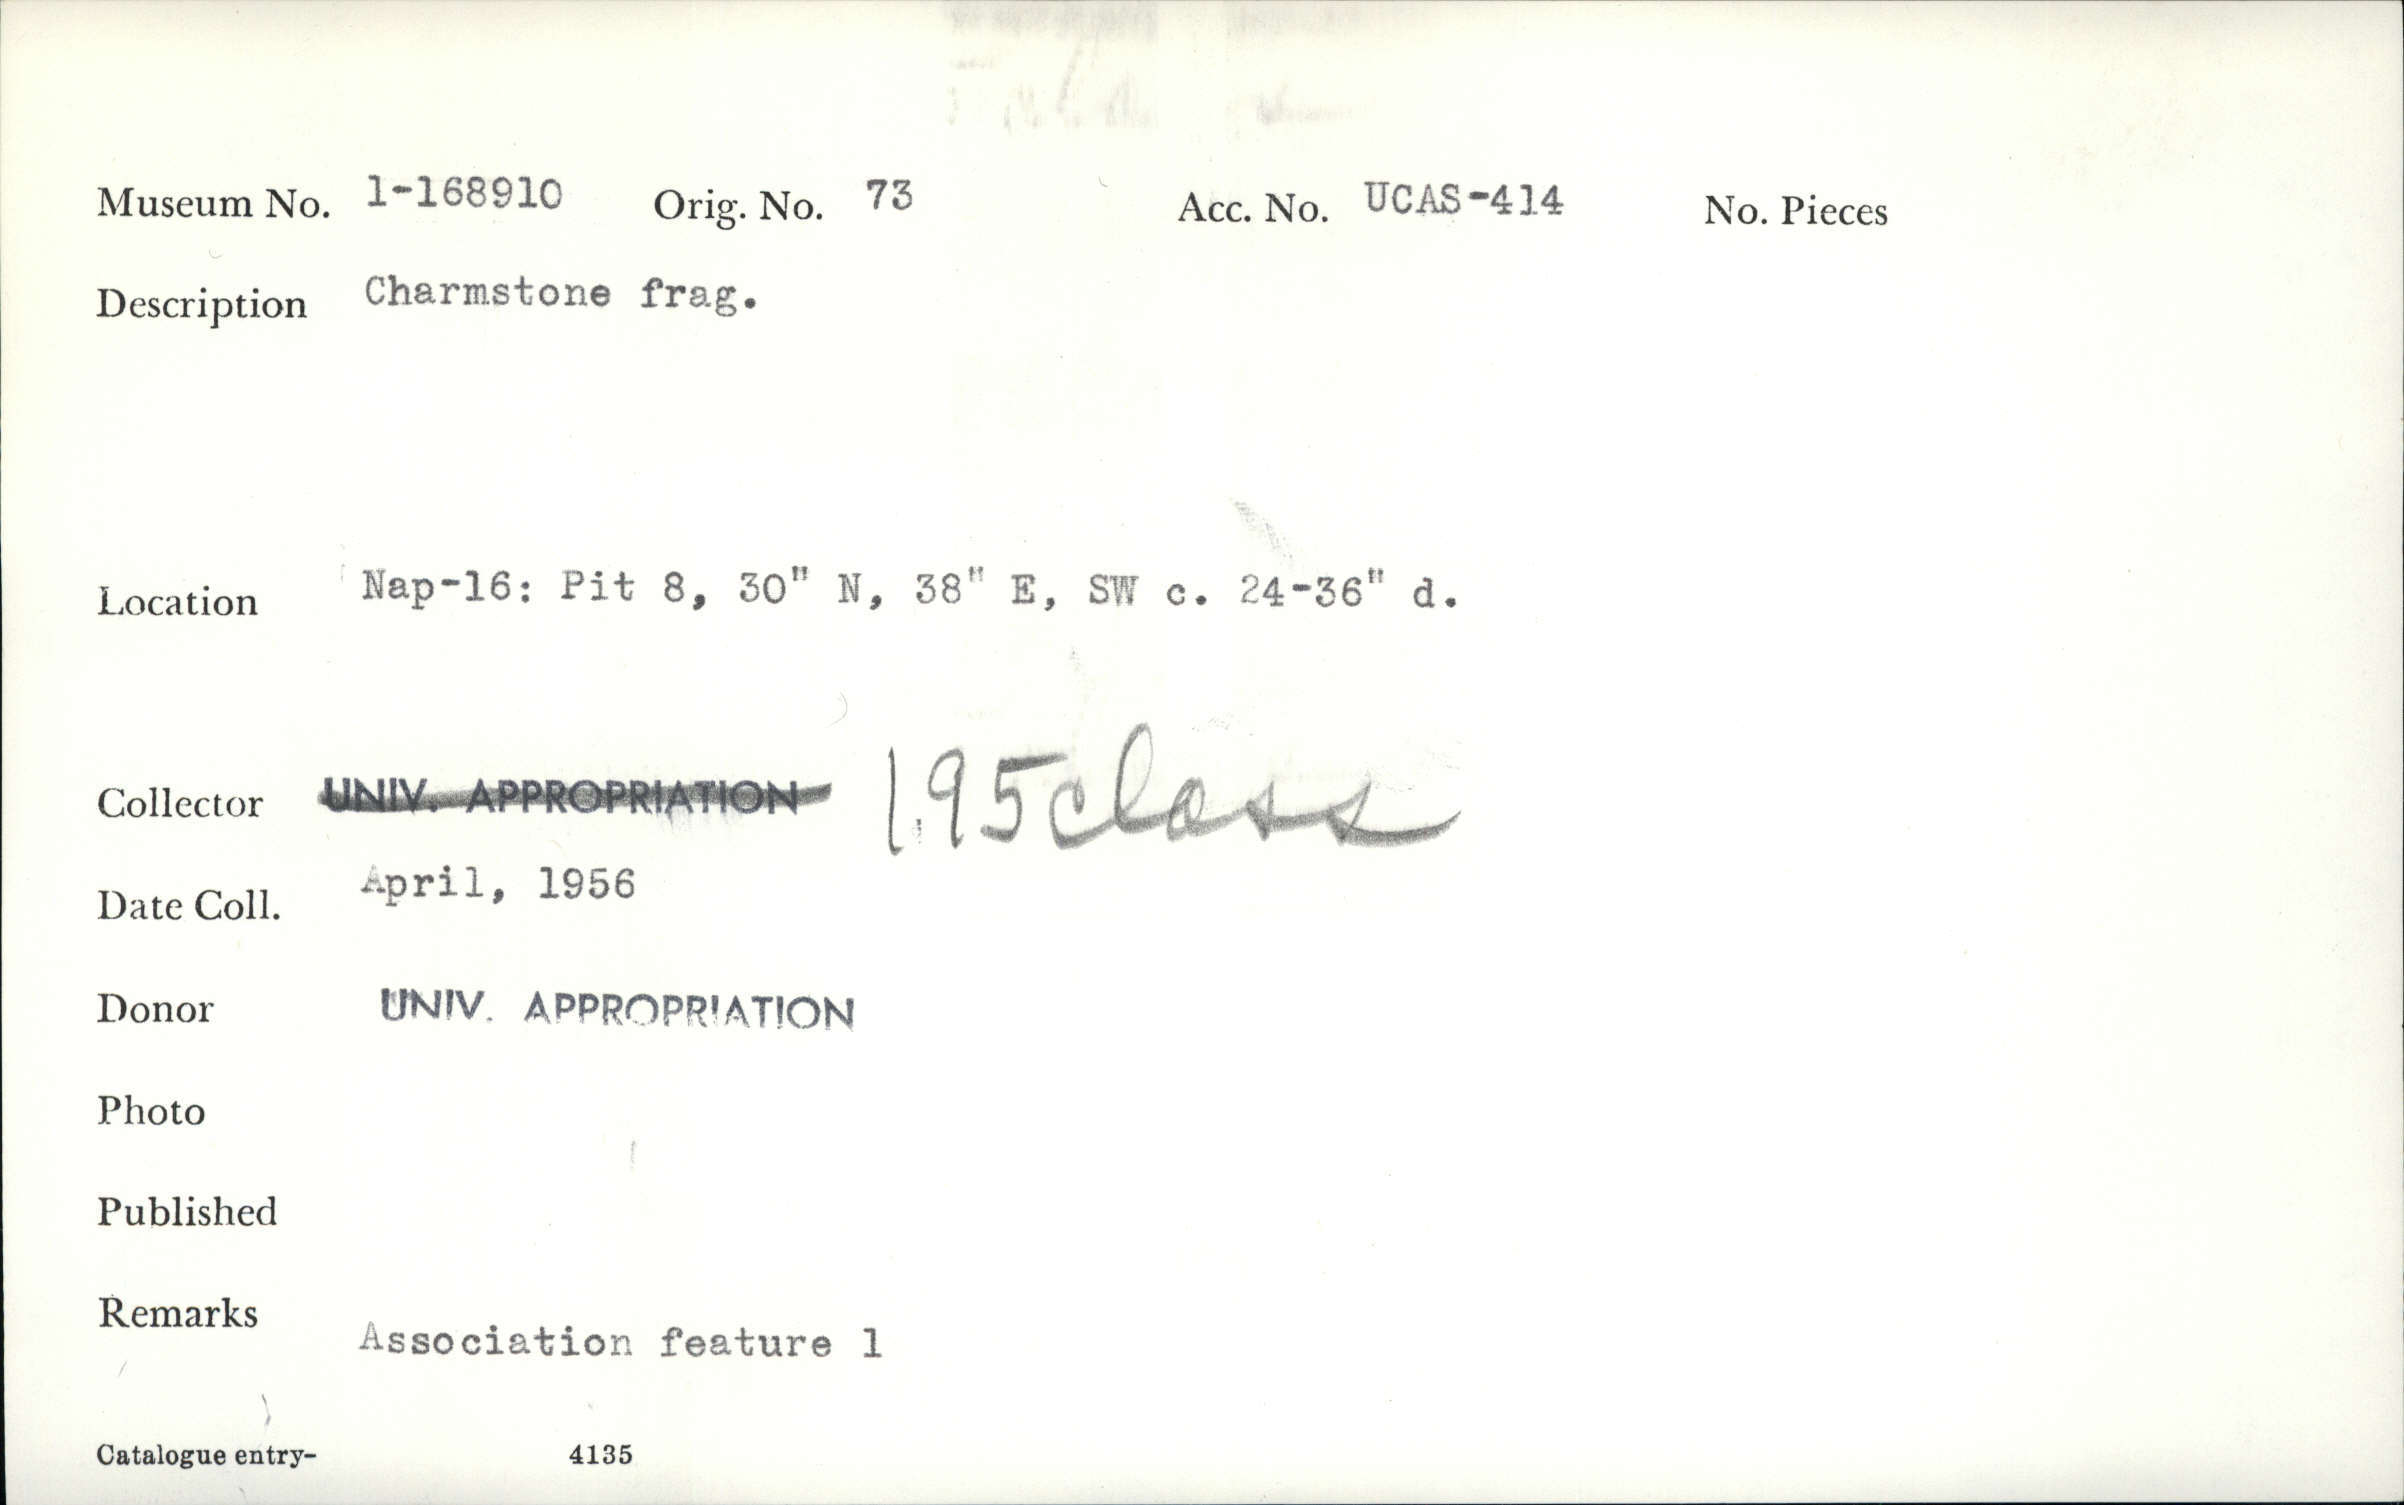 Museum No. 1-168910 Orig. No. 73 Acc. No. UCAS-414 No. Pieces
Description Charmstone frag.
Location Nap-16: Pit 8, 30" N, 38" E, SW c. 24-36" d.
Collector UNIV. APPROPRIATION 195 class
Date Coll. April, 1956
Donor UNIV. APPROPRIATION
Photo
Published
Remarks
Association feature 1
Catalogue entry- 4135